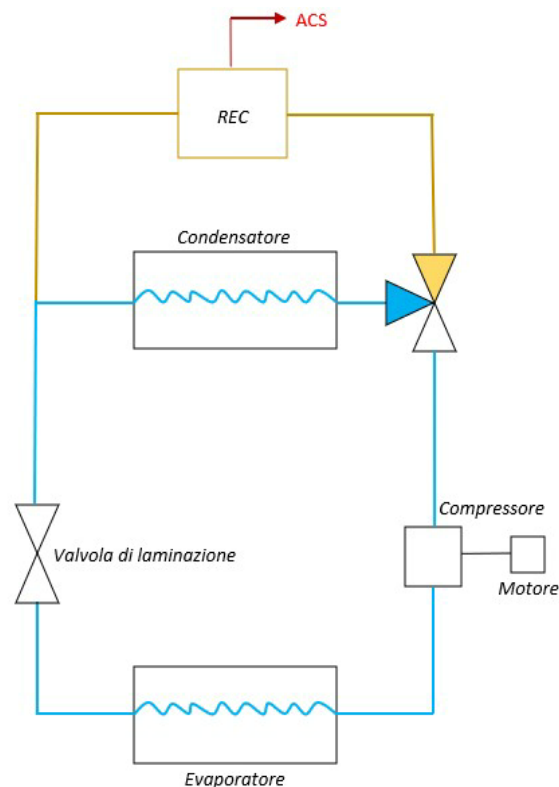 ACS
REC
Condensatore
Compressore
Valvola di laminazione
Motore
Evaporatore